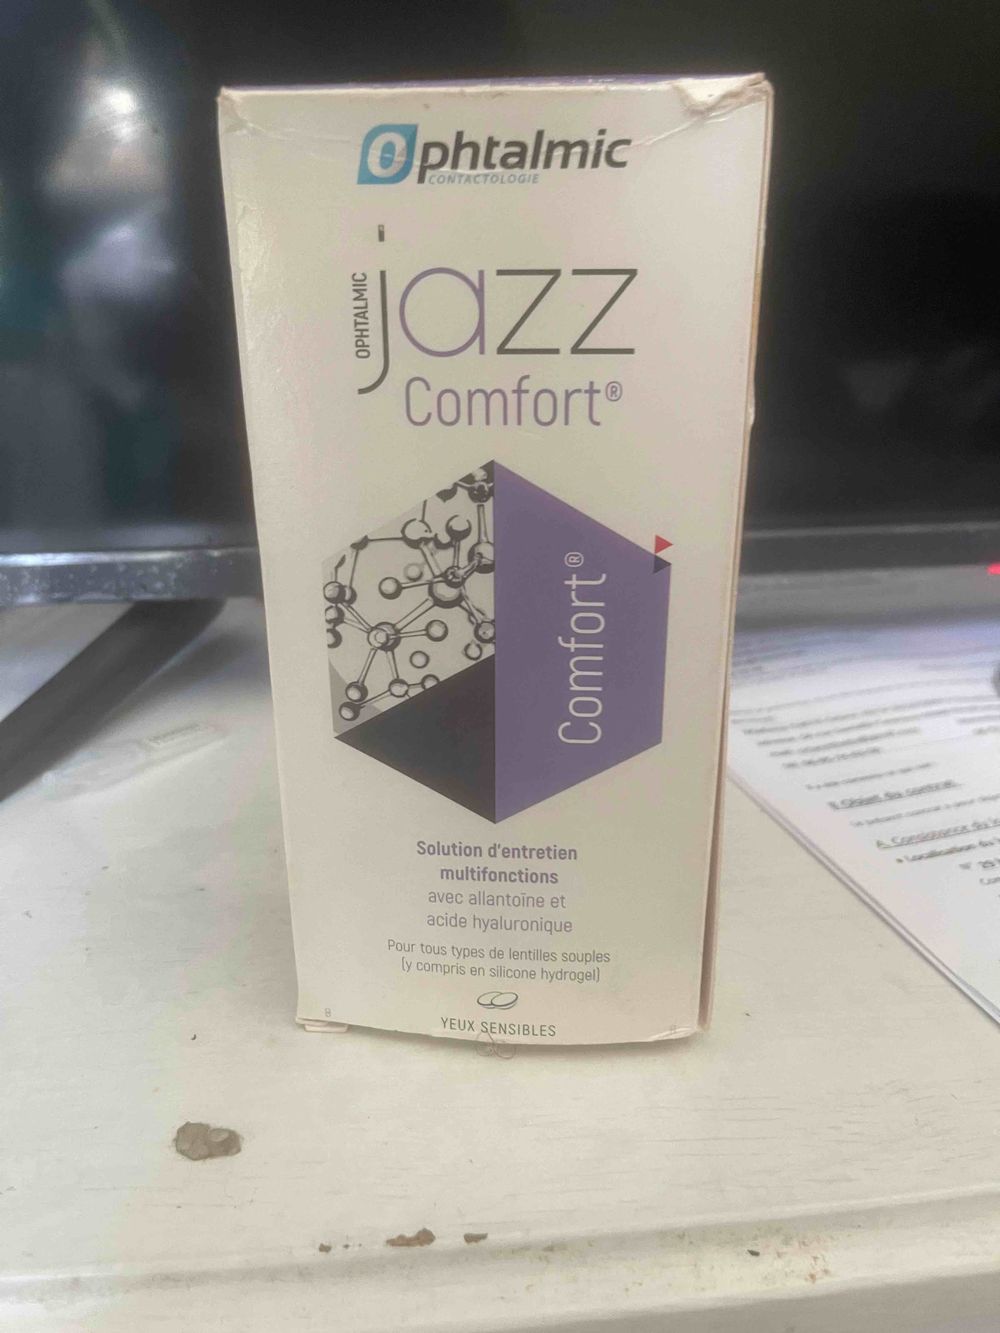 Ophtalmic
CONTACTOLOGIE
OPHTALMIC
jazz
Comfort®
Comfort®
Solution d'entretien
multifonctions
avec allantoïne et
acide hyaluronique
Pour tous types de lentilles souples
(y compris en silicone hydrogel)
YEUX SENSIBLES